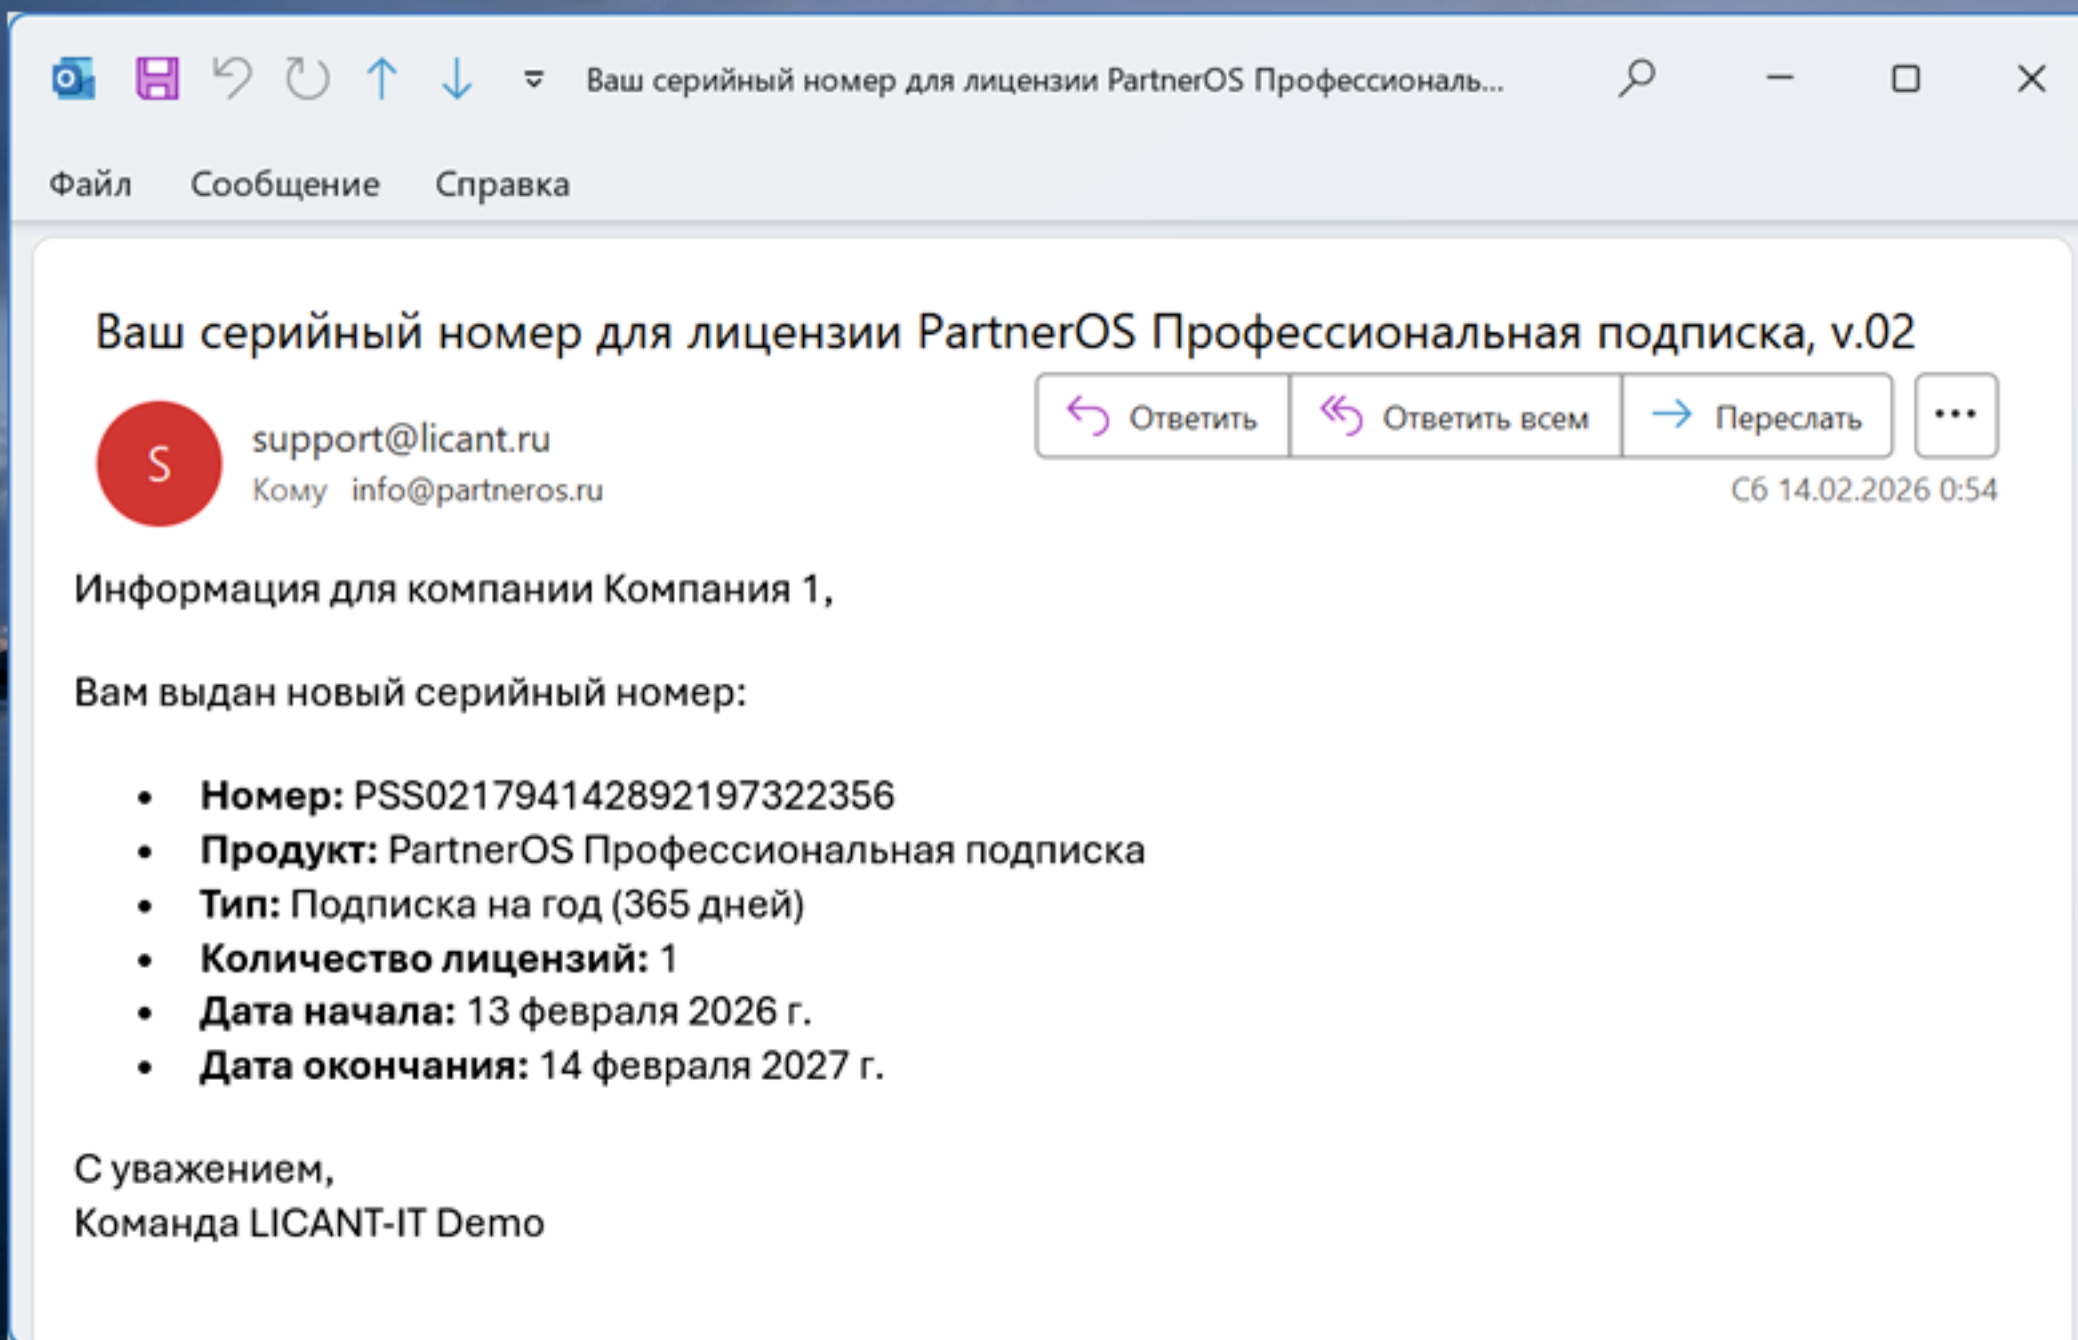 Ваш серийный номер для лицензии PartnerOS Профессиональ...
Файл Сообщение Справка
Ваш серийный номер для лицензии PartnerOS Профессиональная подписка, v.02
Ответить Ответить всем Переслать
S
support@licant.ru
Кому info@partneros.ru
Сб 14.02.2026 0:54
Информация для компании Компания 1,
Вам выдан новый серийный номер:
• Номер: PSS021794142892197322356
• Продукт: PartnerOS Профессиональная подписка
• Тип: Подписка на год (365 дней)
• Количество лицензий: 1
• Дата начала: 13 февраля 2026 г.
• Дата окончания: 14 февраля 2027 г.
С уважением,
Команда LICANT-IT Demo